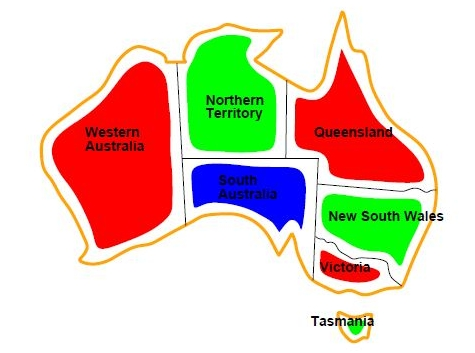 Northern
Territory
Western
Australia
Queensland
South
Australia
New South Wales
Victoria
Tasmania